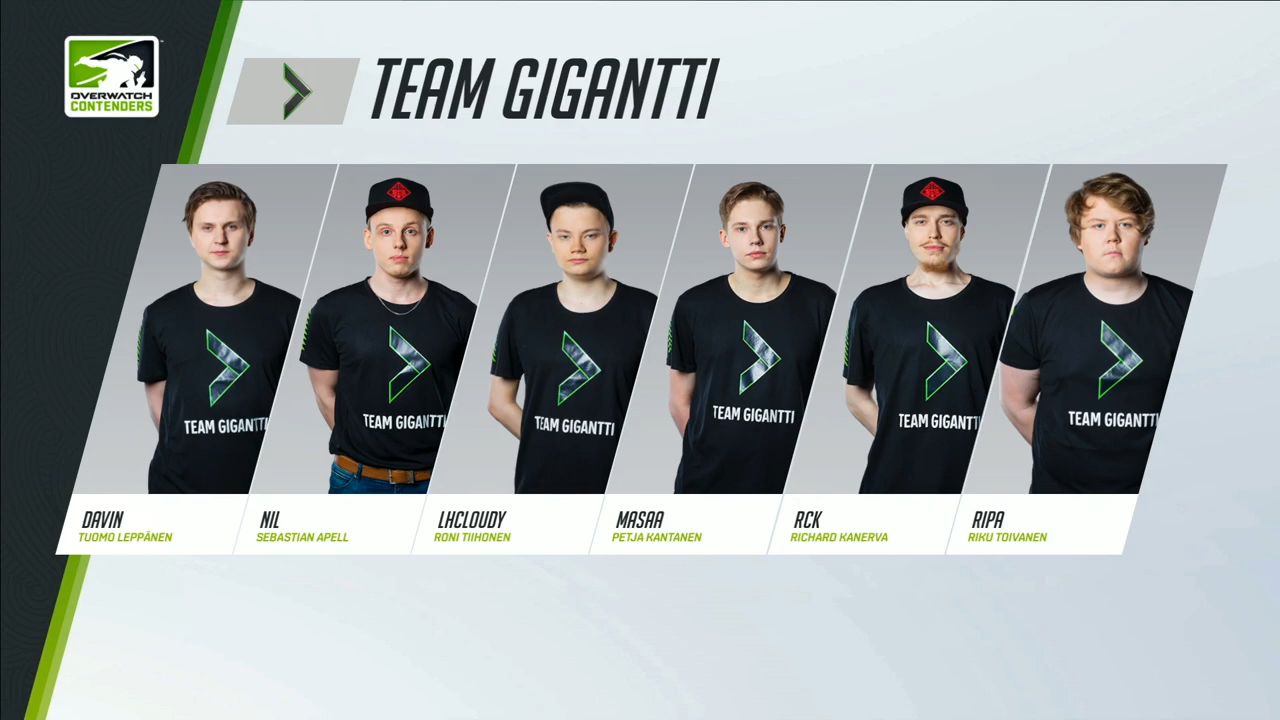 OVERWATCH
CONTENDERS
TEAM GIGANTTI
TEAM GIGANTTI
TEAM GIGANTTI
TEAM GIGANTTI
TEAM GIGANTTI
TEAM GIGANTTI
TEAM GIGANTTI
DAVIN
TUOMO LEPPÄNEN
NIL
SEBASTIAN APELL
LHCLOUDY
RONI TIIHONEN
MASAA
PETJA KANTANEN
RCK
RICHARD KANERVA
RIPA
RIKU TOIVANEN